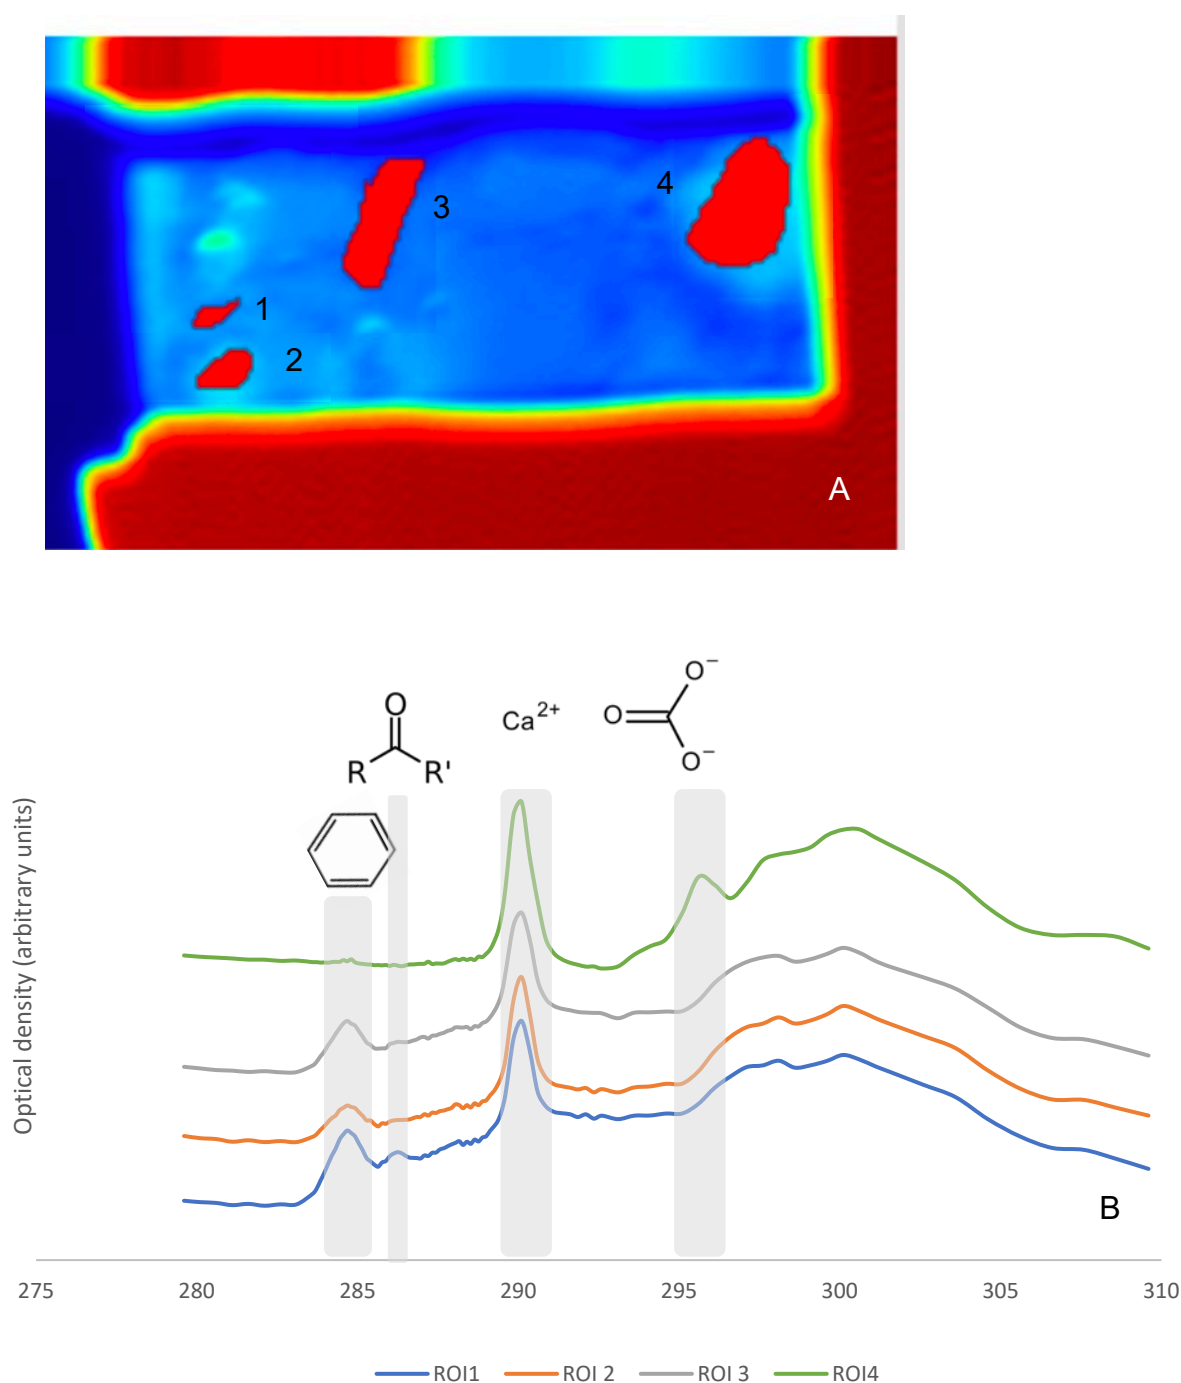 4
3
1
2
A
O
R R'
Ca²⁺
O O⁻
O⁻
Optical density (arbitrary units)
B
275 280 285 290 295 300 305 310
ROI1 ROI 2 ROI 3 ROI4